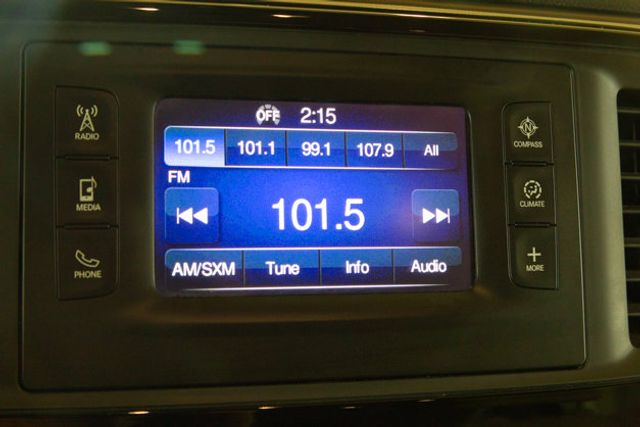 OFF 2:15
101.5 101.1 99.1 107.9 All
FM
101.5
AM/SXM Tune Info Audio
RADIO
MEDIA
PHONE
N
COMPASS
CLIMATE
MORE